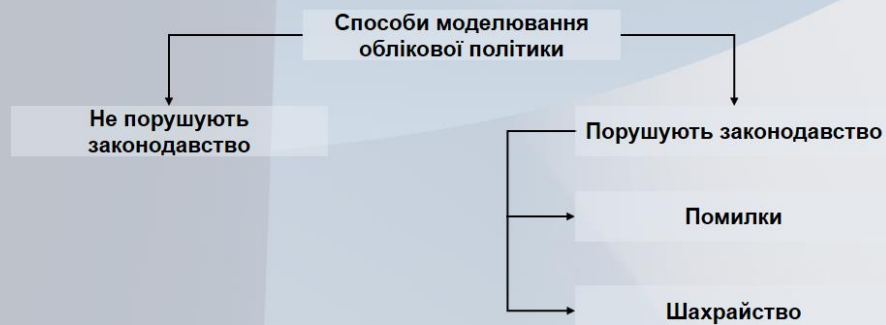 Способи моделювання
облікової політики
Не порушують
законодавство
Порушують законодавство
Помилки
Шахрайство